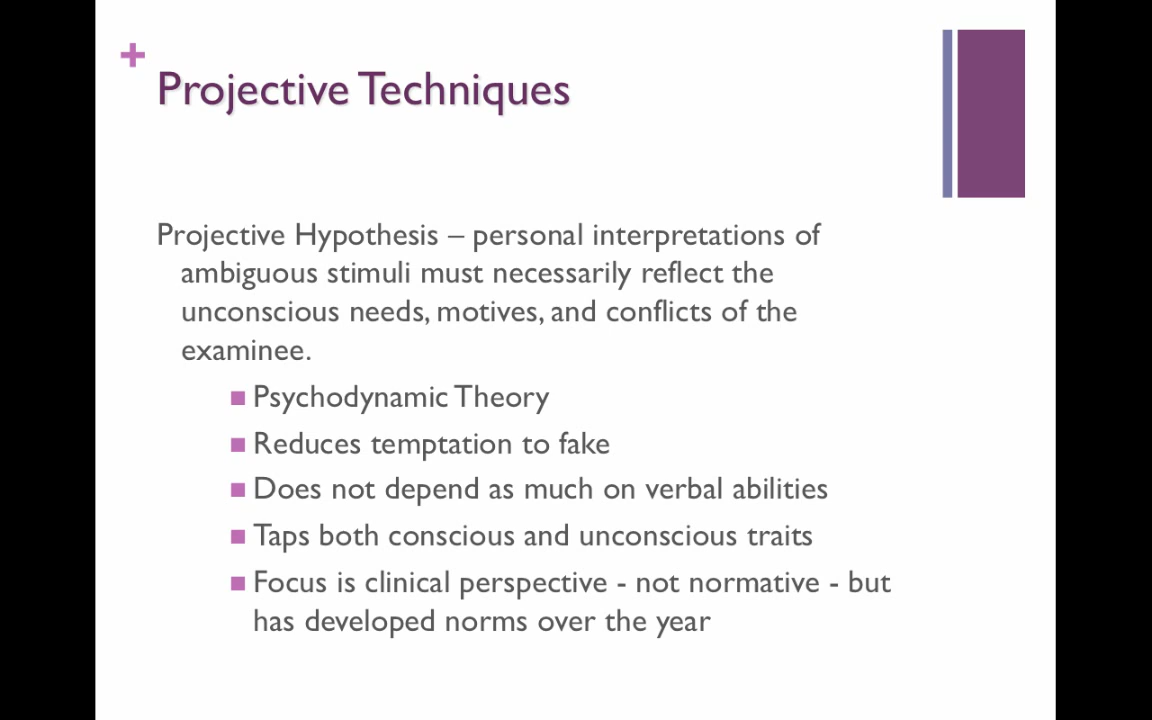 +
Projective Techniques
Projective Hypothesis – personal interpretations of
ambiguous stimuli must necessarily reflect the
unconscious needs, motives, and conflicts of the
examinee.
■ Psychodynamic Theory
■ Reduces temptation to fake
■ Does not depend as much on verbal abilities
■ Taps both conscious and unconscious traits
■ Focus is clinical perspective - not normative - but
has developed norms over the year